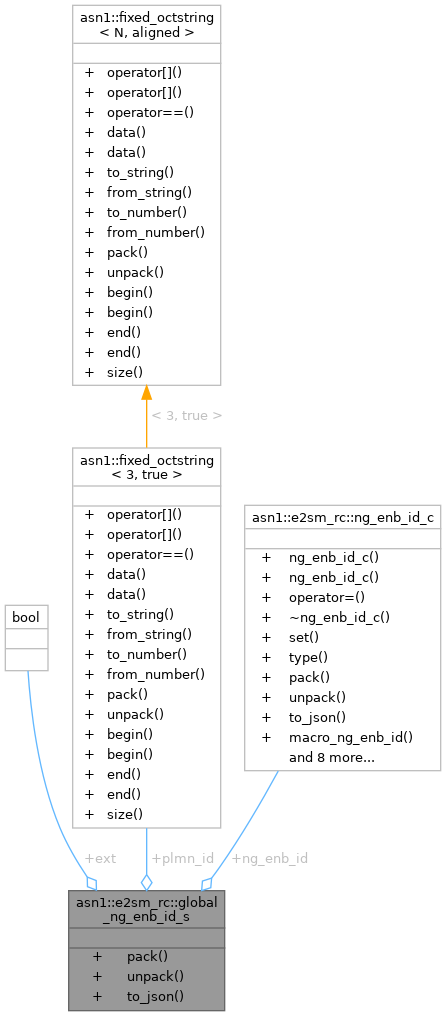 asn1::fixed_octstring
< N, aligned >
+ operator[]()
+ operator[]()
+ operator==()
+ data()
+ data()
+ to_string()
+ from_string()
+ to_number()
+ from_number()
+ pack()
+ unpack()
+ begin()
+ begin()
+ end()
+ end()
+ size()
< 3, true >
asn1::fixed_octstring
< 3, true >
+ operator[]()
+ operator[]()
+ operator==()
+ data()
+ data()
+ to_string()
+ from_string()
+ to_number()
+ from_number()
+ pack()
+ unpack()
+ begin()
+ begin()
+ end()
+ end()
+ size()
asn1::e2sm_rc::ng_enb_id_c
+ ng_enb_id_c()
+ ng_enb_id_c()
+ operator=()
+ ~ng_enb_id_c()
+ set()
+ type()
+ pack()
+ unpack()
+ to_json()
+ macro_ng_enb_id()
and 8 more...
bool
+ext
+plmn_id
+ng_enb_id
asn1::e2sm_rc::global
_ng_enb_id_s
+ pack()
+ unpack()
+ to_json()